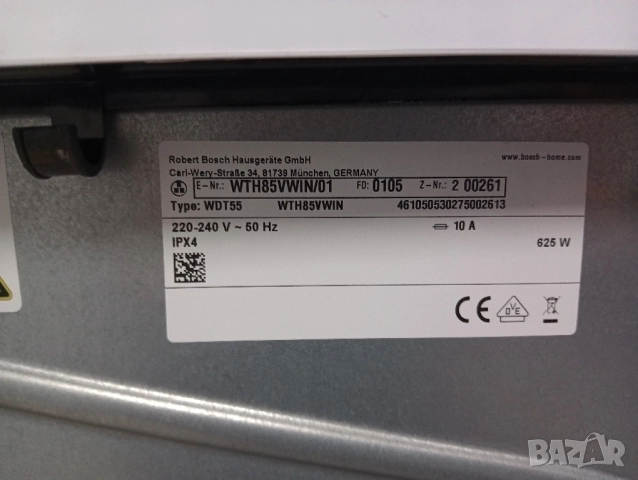 Robert Bosch Hausgeräte GmbH www.bosch-home.com
Carl-Wery-Straße 34, 81739 München, GERMANY
E-Nr.: WTH85VWIN/01 FD: 0105 Z-Nr.: 2 00261
Type: WDT55 WTH85VWIN 461050530275002613
220-240 V ~ 50 Hz 10 A
IPX4 625 W
CE DVE
BAZAR